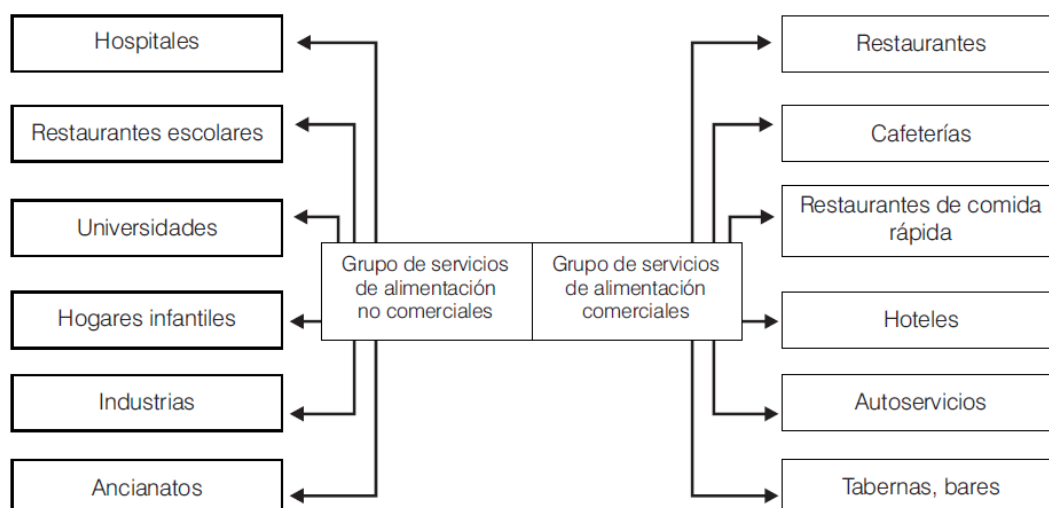 Hospitales
Restaurantes escolares
Universidades
Hogares infantiles
Industrias
Ancianatos
Grupo de servicios
de alimentación
no comerciales
Grupo de servicios
de alimentación
comerciales
Restaurantes
Cafeterías
Restaurantes de comida
rápida
Hoteles
Autoservicios
Tabernas, bares